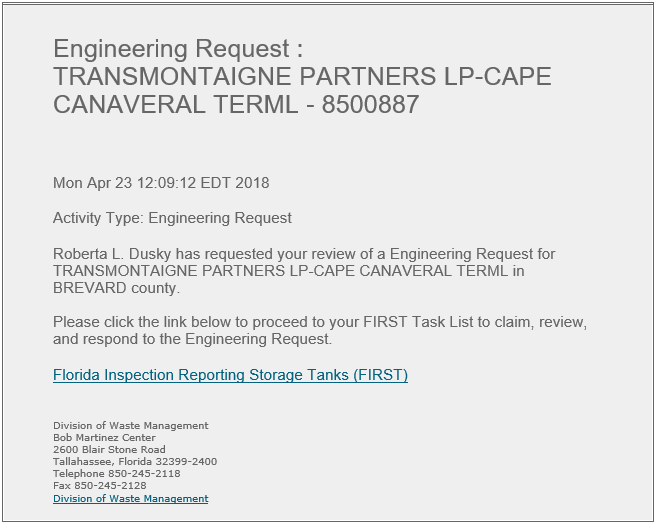 Engineering Request :
TRANSMONTAIGNE PARTNERS LP-CAPE
CANAVERAL TERML - 8500887
Mon Apr 23 12:09:12 EDT 2018
Activity Type: Engineering Request
Roberta L. Dusky has requested your review of a Engineering Request for
TRANSMONTAIGNE PARTNERS LP-CAPE CANAVERAL TERML in
BREVARD county.
Please click the link below to proceed to your FIRST Task List to claim, review,
and respond to the Engineering Request.
Florida Inspection Reporting Storage Tanks (FIRST)
Division of Waste Management
Bob Martinez Center
2600 Blair Stone Road
Tallahassee, Florida 32399-2400
Telephone 850-245-2118
Fax 850-245-2128
Division of Waste Management